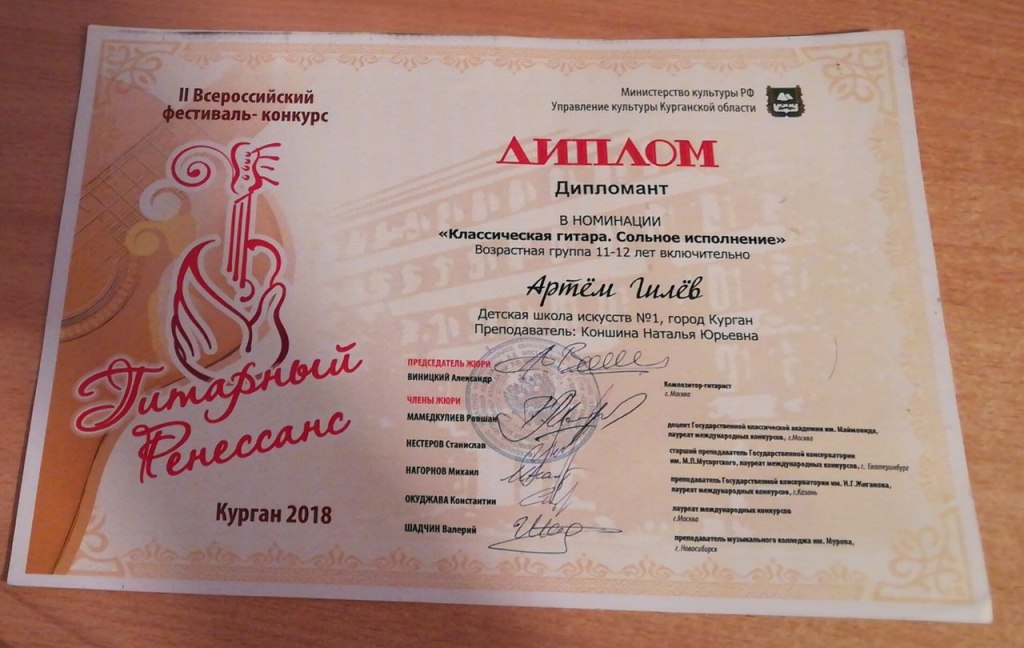 II Всероссийский
фестиваль- конкурс
Гитарный
Ренессанс
Курган 2018
Министерство культуры РФ
Управление культуры Курганской области
ДИПЛОМ
Дипломант
В НОМИНАЦИИ
«Классическая гитара. Сольное исполнение»
Возрастная группа 11-12 лет включительно
Артём Гилёв
Детская школа искусств №1, город Курган
Преподаватель: Коншина Наталья Юрьевна
ПРЕДСЕДАТЕЛЬ ЖЮРИ
ВИНИЦКИЙ Александр
Композитор-гитарист
г. Москва
ЧЛЕНЫ ЖЮРИ
МАМЕДКУЛИЕВ Ровшан
доцент Государственной классической академии им. Маймонида,
лауреат международных конкурсов, г.Москва
НЕСТЕРОВ Станислав
старший преподаватель Государственной консерватории
им. М.П.Мусоргского, лауреат международных конкурсов, г. Екатеринбург
НАГОРНОВ Михаил
преподаватель Государственной консерватории им. Н.Г.Жиганова,
лауреат международных конкурсов, г.Казань
ОКУДЖАВА Константин
лауреат международных конкурсов
г.Москва
ШАДЧИН Валерий
преподаватель музыкального колледжа им. Мурова,
г. Новосибирск